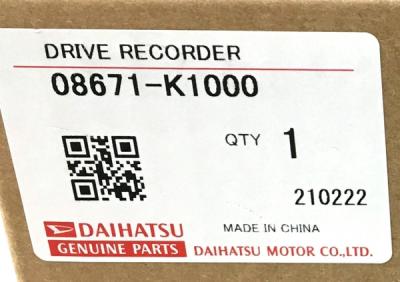 DRIVE RECORDER
08671-K1000
QTY 1
210222
DAIHATSU
GENUINE PARTS
MADE IN CHINA
DAIHATSU MOTOR CO.,LTD.